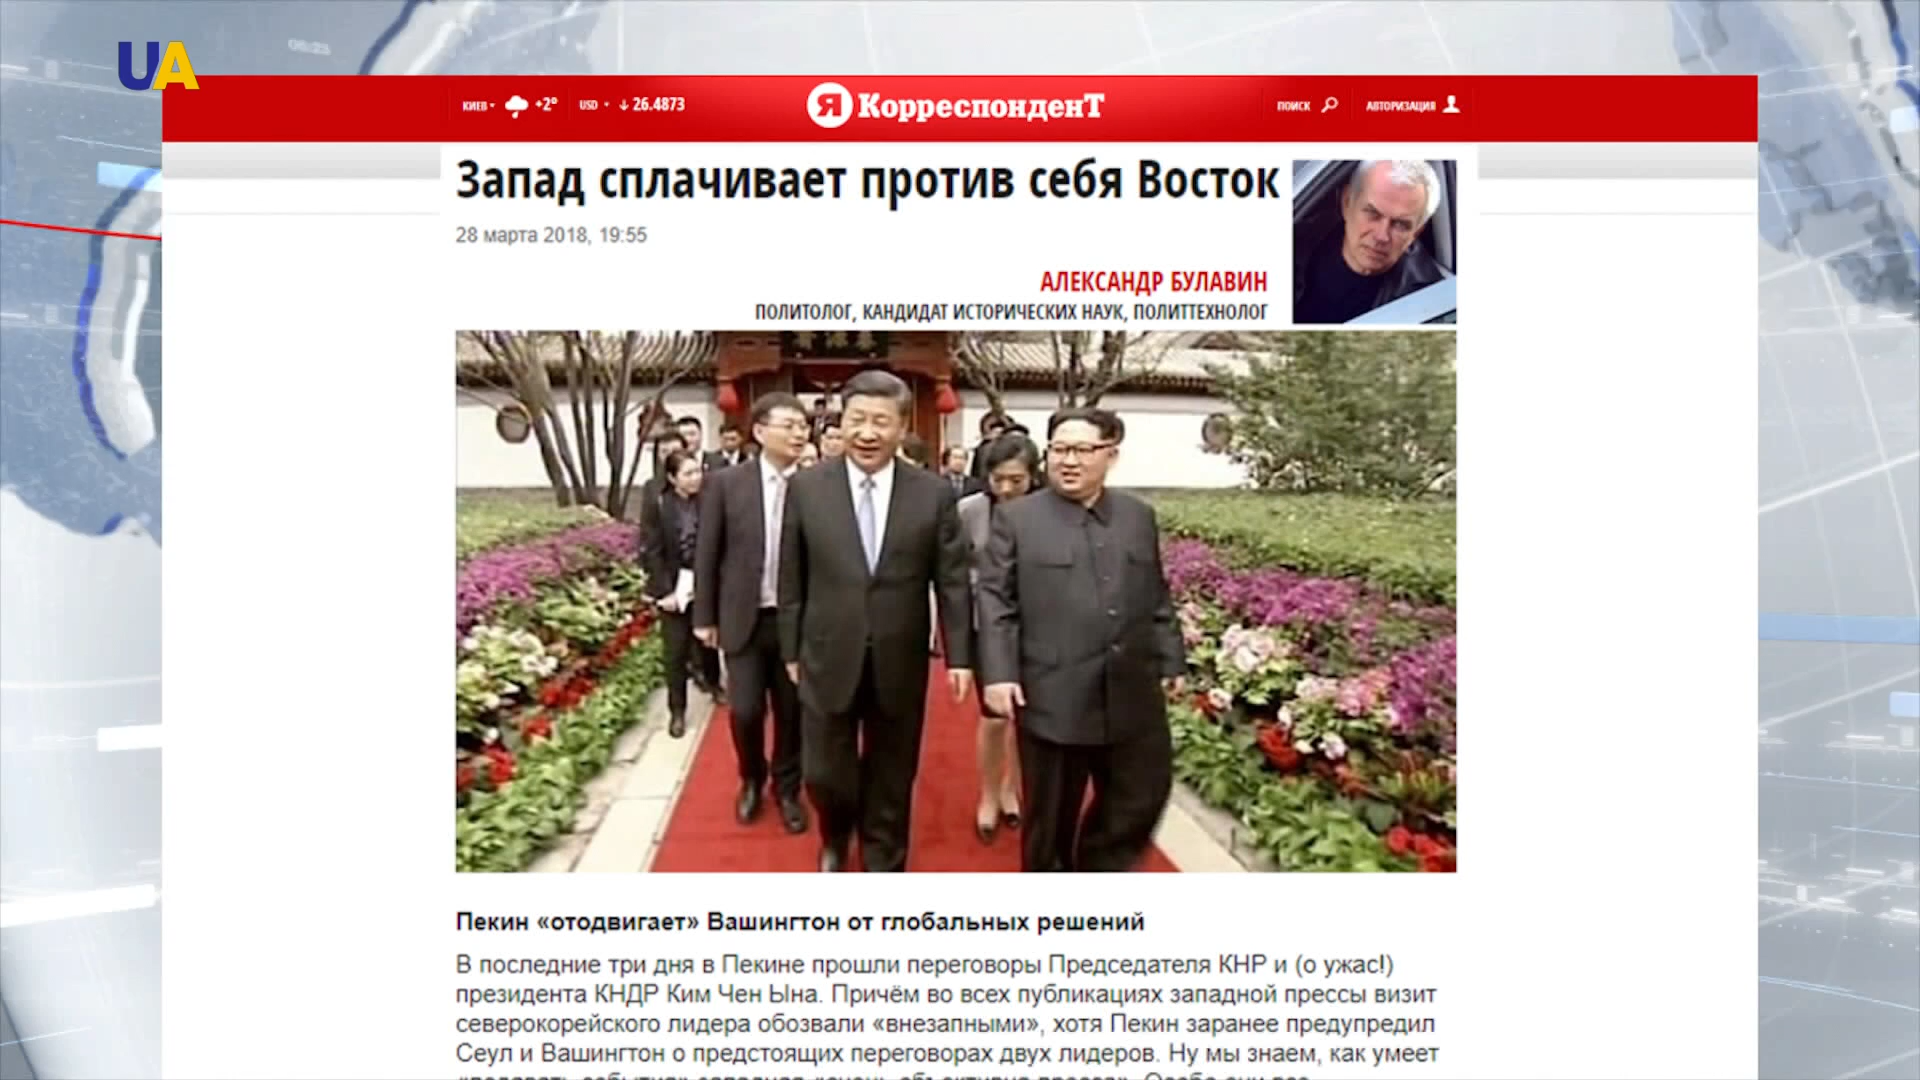 UA
КИЕВ +2° USD 26.4873
Я КорреспонденТ
ПОИСК АВТОРИЗАЦИЯ
Запад сплачивает против себя Восток
28 марта 2018, 19:55
АЛЕКСАНДР БУЛАВИН
ПОЛИТОЛОГ, КАНДИДАТ ИСТОРИЧЕСКИХ НАУК, ПОЛИТТЕХНОЛОГ
Пекин «отодвигает» Вашингтон от глобальных решений
В последние три дня в Пекине прошли переговоры Председателя КНР и (о ужас!)
президента КНДР Ким Чен Ына. Причём во всех публикациях западной прессы визит
северокорейского лидера обозвали «внезапными», хотя Пекин заранее предупредил
Сеул и Вашингтон о предстоящих переговорах двух лидеров. Ну мы знаем, как умеет